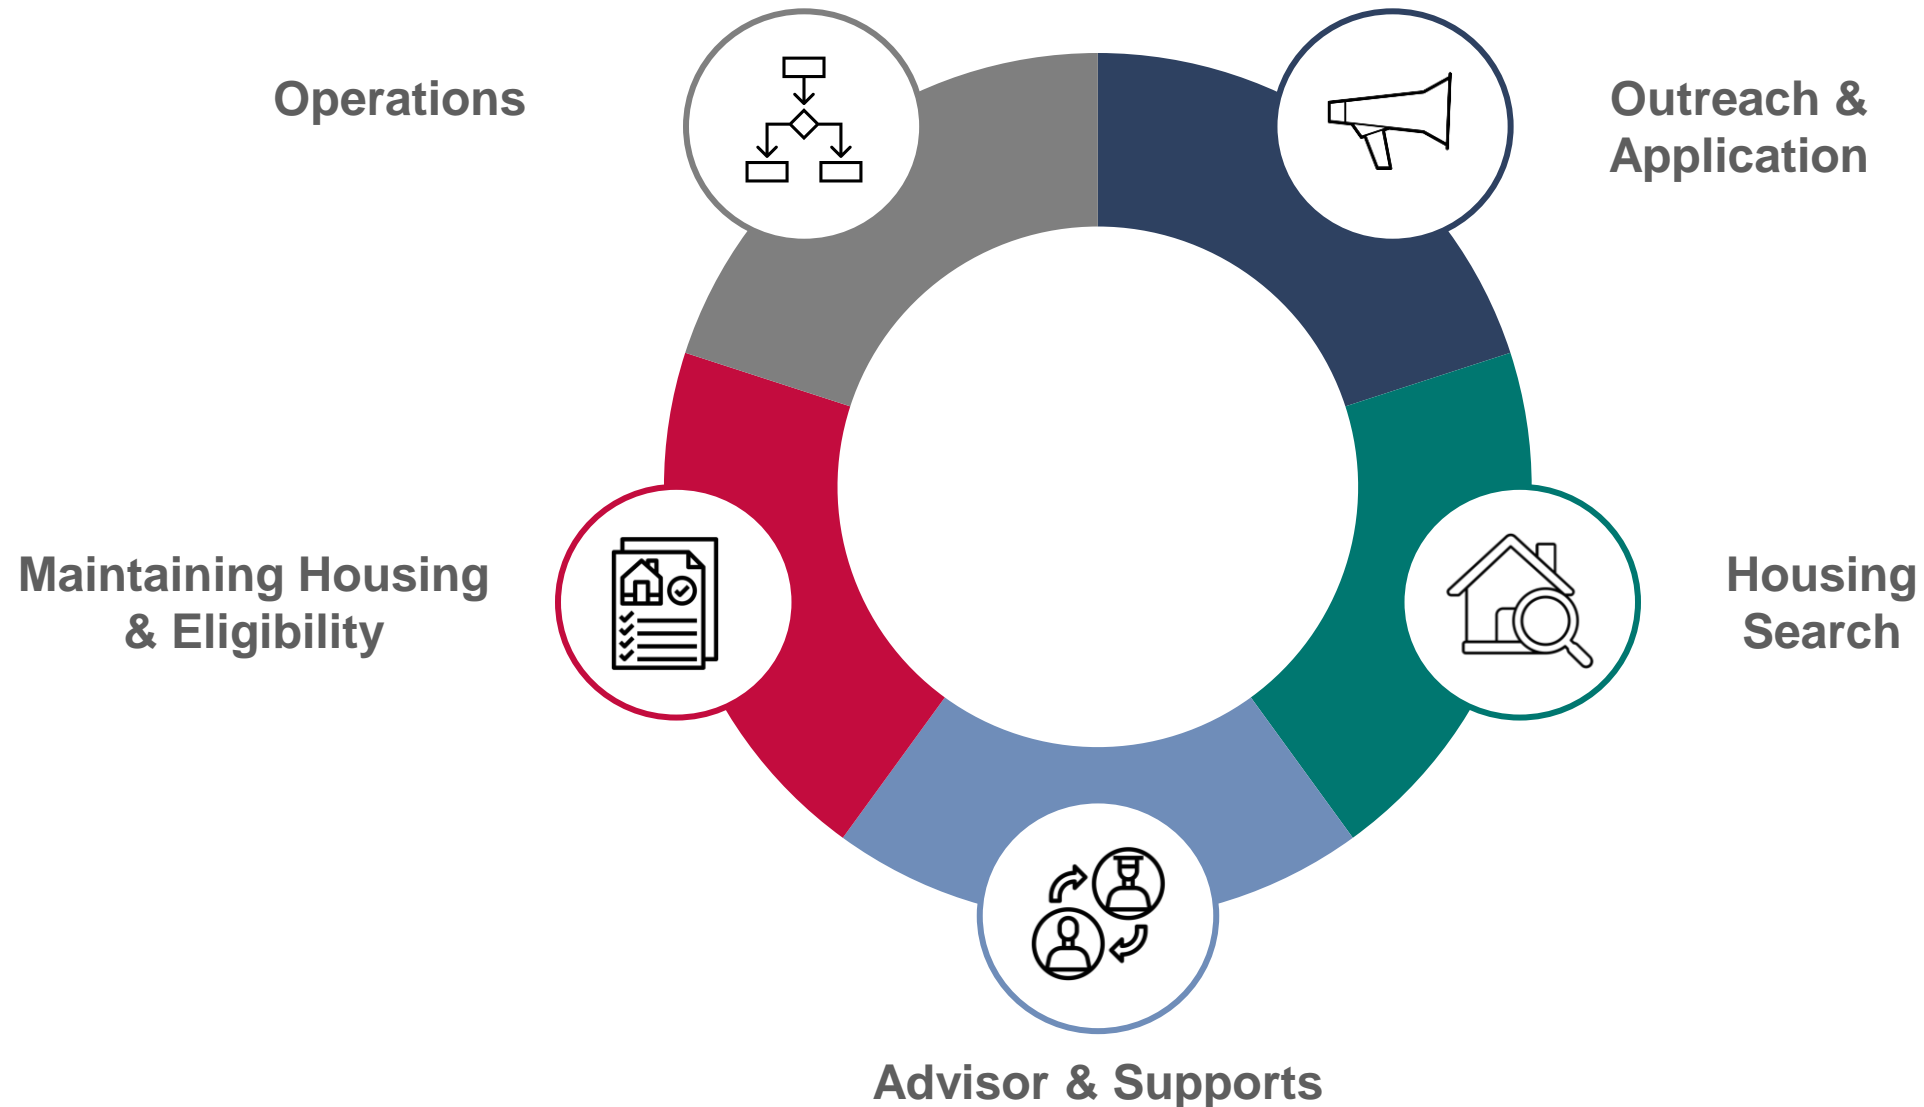 Operations
Outreach &
Application
Maintaining Housing
& Eligibility
Housing
Search
Advisor & Supports